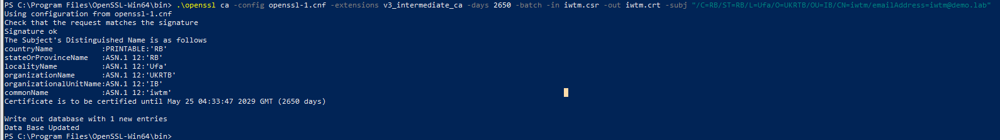 PS C:\Program Files\OpenSSL-Win64\bin> .\openssl ca -config openssl-1.cnf -extensions v3_intermediate_ca -days 2650 -batch -in iwtm.csr -out iwtm.crt -subj "/C=RB/ST=RB/L=Ufa/O=UKRTB/OU=IB/CN=iwtm/emailAddress=iwtm@demo.lab"
Using configuration from openssl-1.cnf
Check that the request matches the signature
Signature ok
The Subject's Distinguished Name is as follows
countryName           :PRINTABLE:'RB'
stateOrProvinceName   :ASN.1 12:'RB'
localityName          :ASN.1 12:'Ufa'
organizationName      :ASN.1 12:'UKRTB'
organizationalUnitName:ASN.1 12:'IB'
commonName            :ASN.1 12:'iwtm'
Certificate is to be certified until May 25 04:33:47 2029 GMT (2650 days)
Write out database with 1 new entries
Data Base Updated
PS C:\Program Files\OpenSSL-Win64\bin>